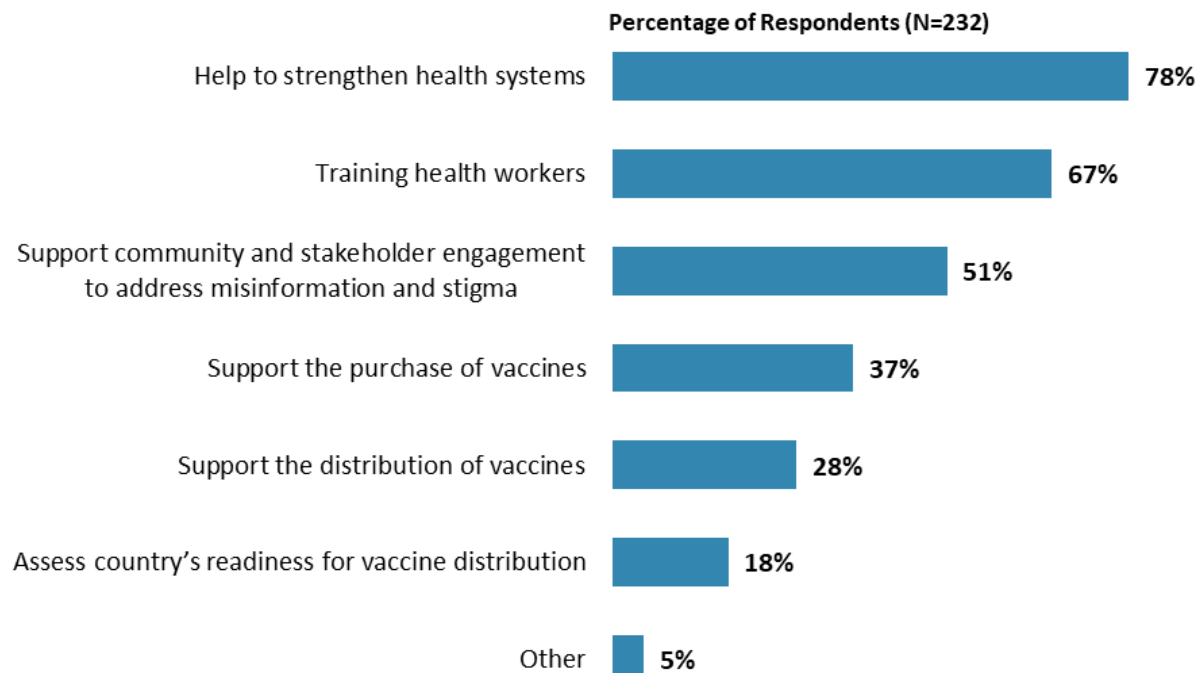 Percentage of Respondents (N=232)
Help to strengthen health systems
78%
Training health workers
67%
Support community and stakeholder engagement
to address misinformation and stigma
51%
Support the purchase of vaccines
37%
Support the distribution of vaccines
28%
Assess country’s readiness for vaccine distribution
18%
Other
5%